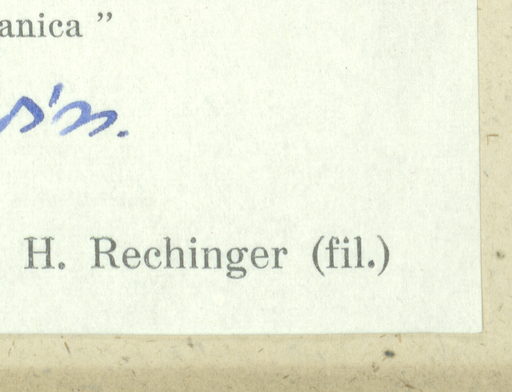 anica ”
H. Rechinger (fil.)